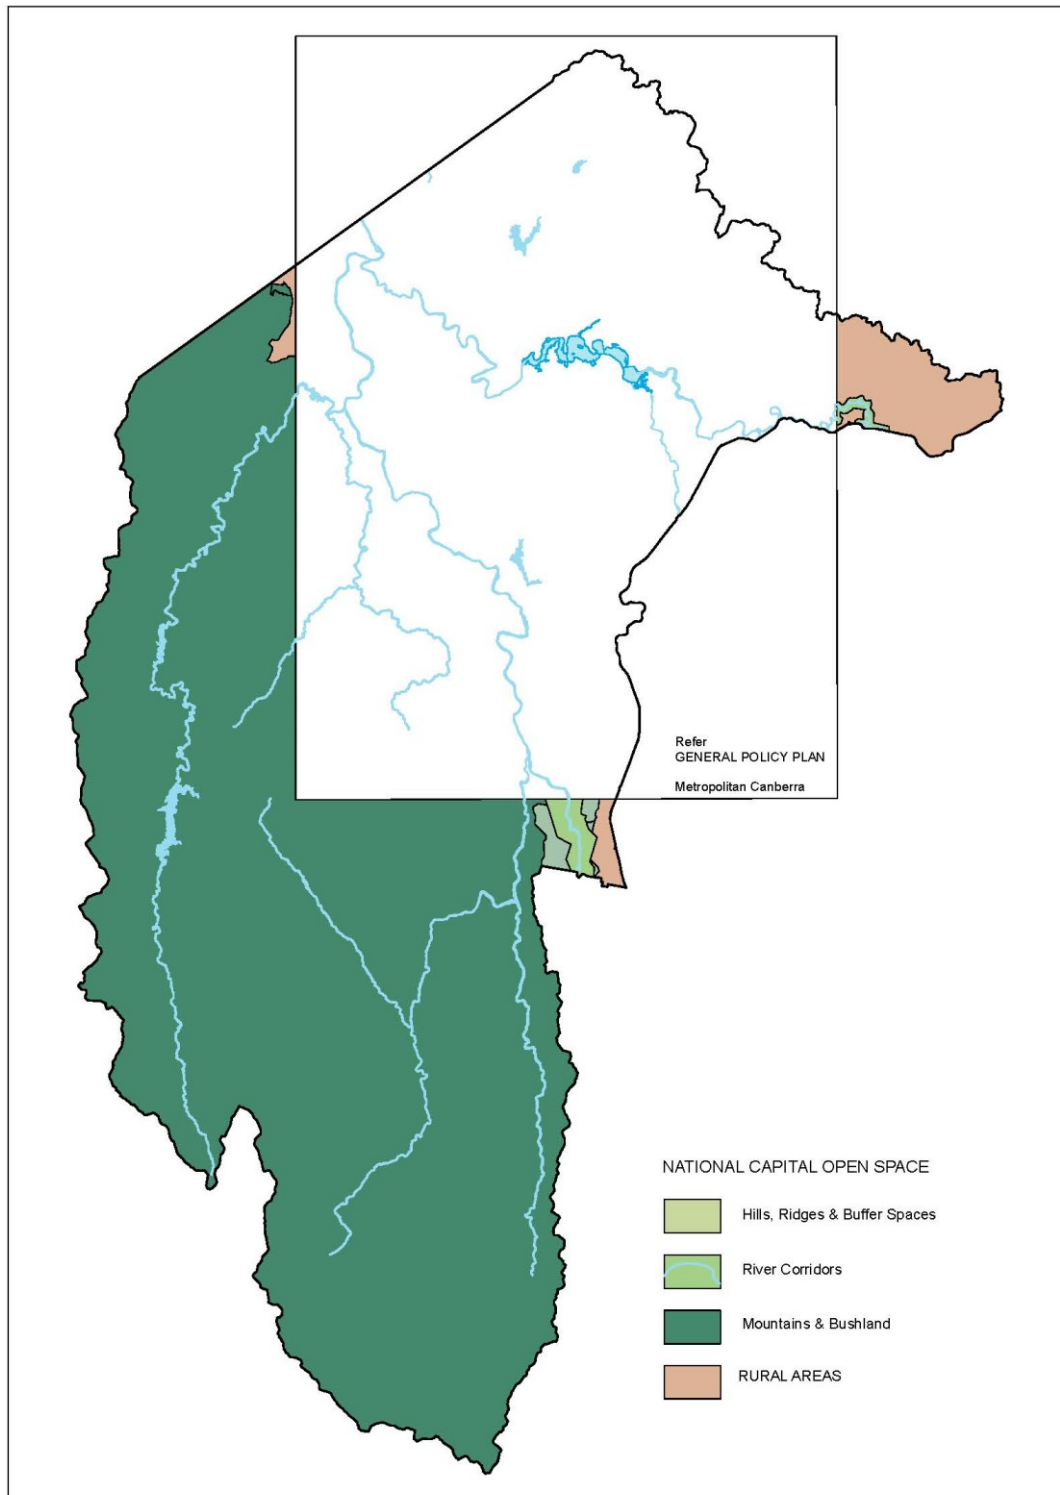 Refer
GENERAL POLICY PLAN
Metropolitan Canberra
NATIONAL CAPITAL OPEN SPACE
Hills, Ridges & Buffer Spaces
River Corridors
Mountains & Bushland
RURAL AREAS